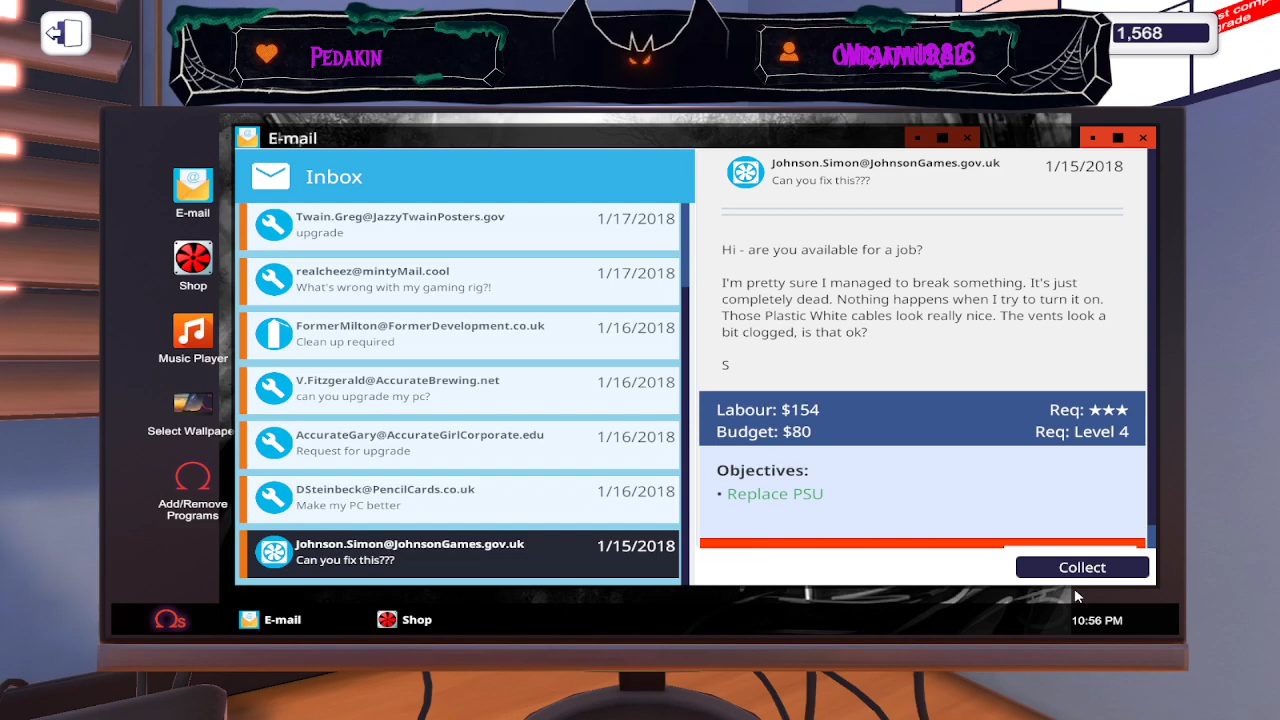 PEDAKIN
1,568
E-mail
Inbox
Twain.Greg@JazzyTwainPosters.gov
1/17/2018
upgrade
realcheez@mintyMail.cool
1/17/2018
What's wrong with my gaming rig?!
FormerMilton@FormerDevelopment.co.uk
1/16/2018
Clean up required
V.Fitzgerald@AccurateBrewing.net
1/16/2018
can you upgrade my pc?
AccurateGary@AccurateGirlCorporate.edu
1/16/2018
Request for upgrade
DSteinbeck@PencilCards.co.uk
1/16/2018
Make my PC better
Johnson.Simon@JohnsonGames.gov.uk
1/15/2018
Can you fix this???
E-mail
Shop
Music Player
Select Wallpape
Add/Remove
Programs
Johnson.Simon@JohnsonGames.gov.uk
1/15/2018
Can you fix this???
Hi - are you available for a job?
I'm pretty sure I managed to break something. It's just
completely dead. Nothing happens when I try to turn it on.
Those Plastic White cables look really nice. The vents look a
bit clogged, is that ok?
S
Labour: $154
Req: ★★★
Budget: $80
Req: Level 4
Objectives:
• Replace PSU
Collect
E-mail
Shop
10:56 PM